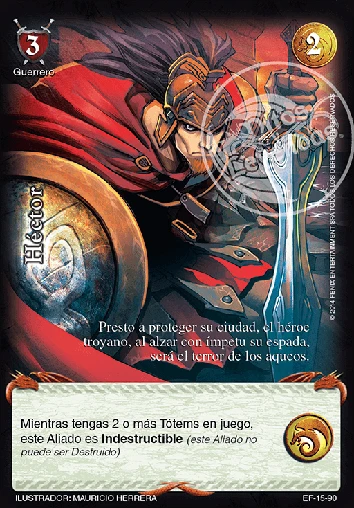 3
2
Guerrero
Héctor
Presto a proteger su ciudad, el héroe
troyano, al alzar con ímpetu su espada,
será el terror de los aqueos.
Mientras tengas 2 o más Tótems en juego,
este Aliado es Indestructible (este Aliado no
puede ser Destruido)
ILUSTRADOR: MAURICIO HERRERA
EF-15-90